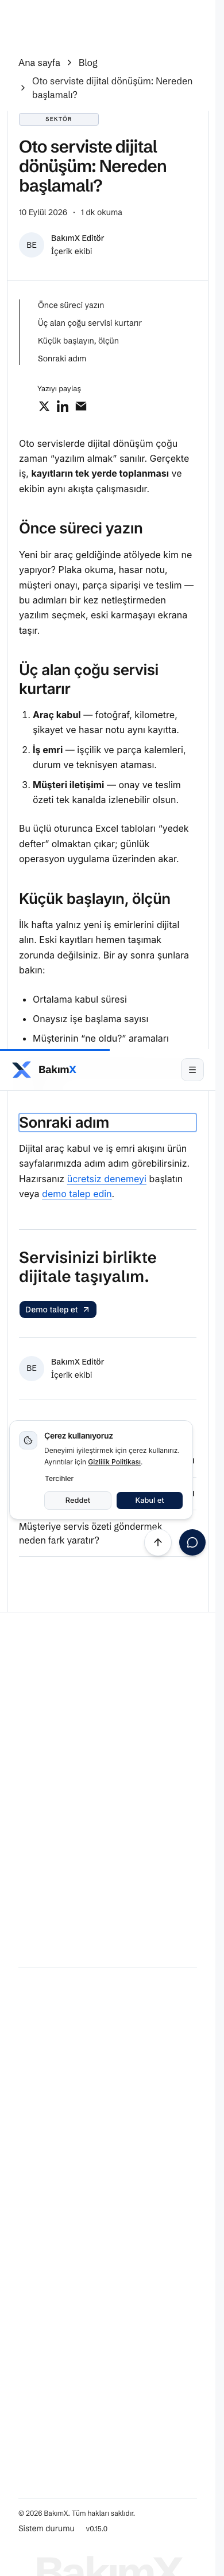 Ana sayfa > Blog
> Oto serviste dijital dönüşüm: Nereden
başlamalı?
SEKTÖR
Oto serviste dijital
dönüşüm: Nereden
başlamalı?
10 Eylül 2026 · 1 dk okuma
BE
BakımX Editör
İçerik ekibi
Önce süreci yazın
Üç alan çoğu servisi kurtarır
Küçük başlayın, ölçün
Sonraki adım
Yazıyı paylaş
Oto servislerde dijital dönüşüm çoğu
zaman “yazılım almak” sanılır. Gerçekte
iş, kayıtların tek yerde toplanması ve
ekibin aynı akışta çalışmasıdır.
Önce süreci yazın
Yeni bir araç geldiğinde atölyede kim ne
yapıyor? Plaka okuma, hasar notu,
müşteri onayı, parça siparişi ve teslim —
bu adımları bir kez netleştirmeden
yazılım seçmek, eski karmaşayı ekrana
taşır.
Üç alan çoğu servisi
kurtarır
1. Araç kabul — fotoğraf, kilometre,
şikayet ve hasar notu aynı kayıtta.
2. İş emri — işçilik ve parça kalemleri,
durum ve teknisyen ataması.
3. Müşteri iletişimi — onay ve teslim
özeti tek kanalda izlenebilir olsun.
Bu üçlü oturunca Excel tabloları “yedek
defter” olmaktan çıkar; günlük
operasyon uygulama üzerinden akar.
Küçük başlayın, ölçün
İlk hafta yalnız yeni iş emirlerini dijital
alın. Eski kayıtları hemen taşımak
zorunda değilsiniz. Bir ay sonra şunlara
bakın:
• Ortalama kabul süresi
• Onaysız işe başlama sayısı
• Müşterinin “ne oldu?” aramaları
BakımX
Sonraki adım
Dijital araç kabul ve iş emri akışını ürün
sayfalarımızda adım adım görebilirsiniz.
Hazırsanız ücretsiz denemeyi başlatın
veya demo talep edin.
Servisinizi birlikte
dijitale taşıyalım.
Demo talep et
BE
BakımX Editör
İçerik ekibi
Çerez kullanıyoruz
Deneyimi iyileştirmek için çerez kullanırız.
Ayrıntılar için Gizlilik Politikası.
Tercihler
Reddet
Kabul et
Müşteriye servis özeti göndermek
neden fark yaratır?
© 2026 BakımX. Tüm hakları saklıdır.
Sistem durumu v0.15.0
BakımX